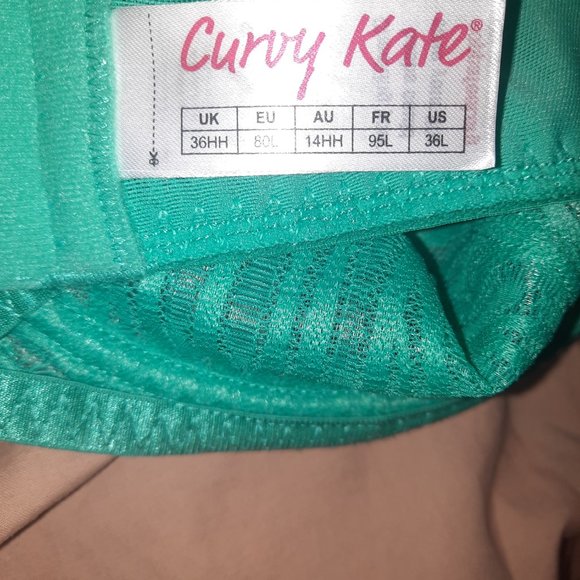 Curvy Kate®
UK EU AU FR US
36HH 80L 14HH 95L 36L